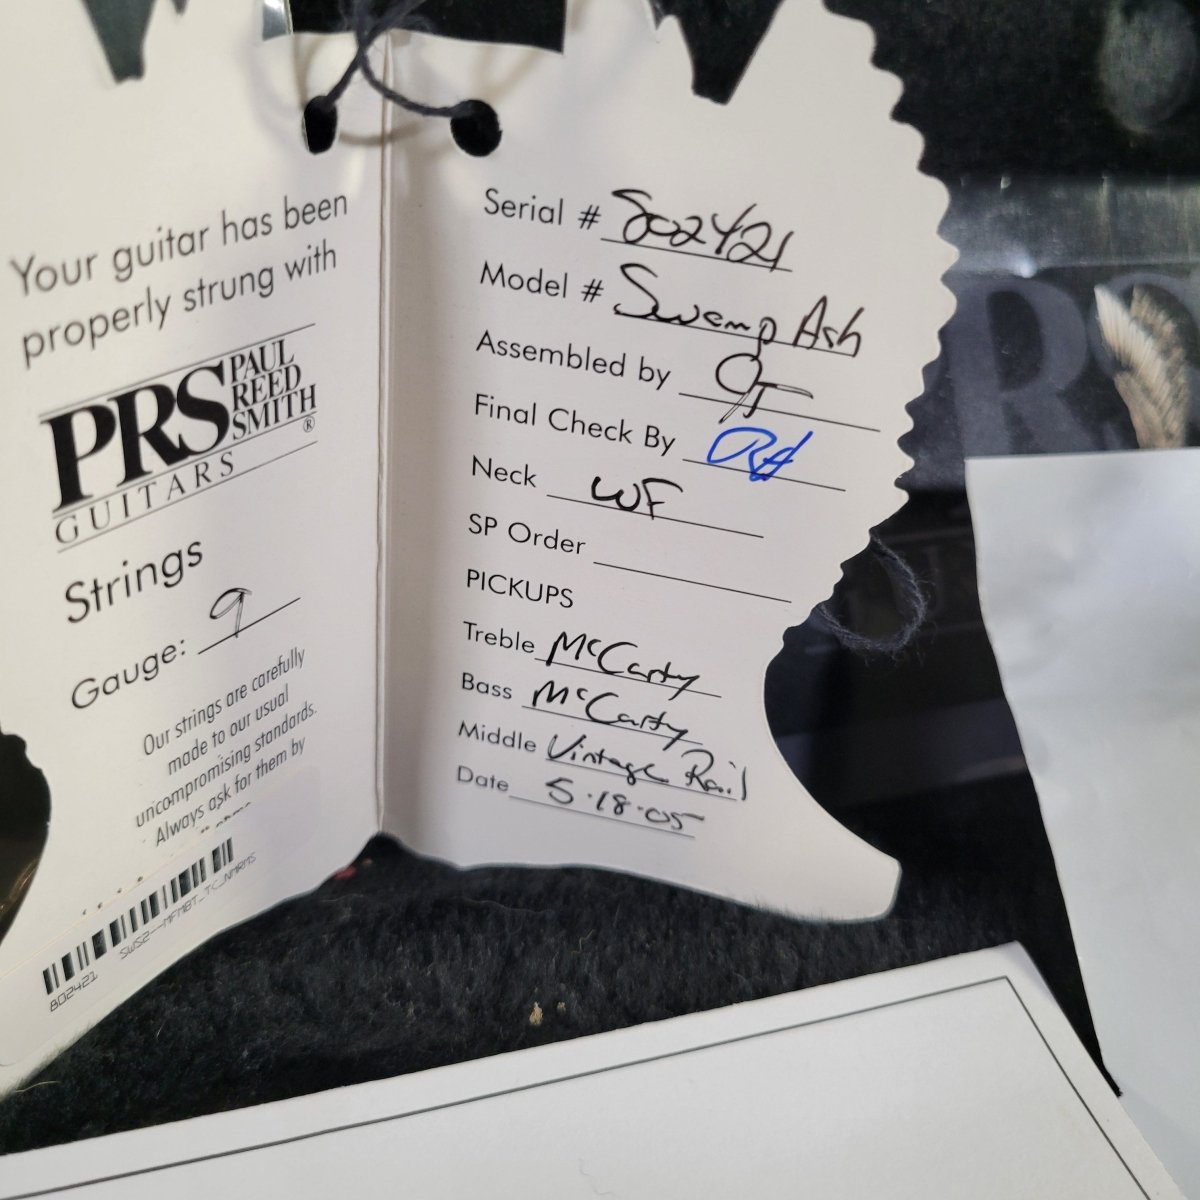 Your guitar has been
properly strung with
PRS PAUL
REED
SMITH®
GUITARS
Strings
Gauge: 9
Our strings are carefully
made to our usual
uncompromising standards.
Always ask for them by
802421
Serial # 802421
Model # Swamp Ash
Assembled by
Final Check By
Neck WF
SP Order
PICKUPS
Treble McCarty
Bass McCarty
Middle Vintage Rail
Date 5·18·05
PRS